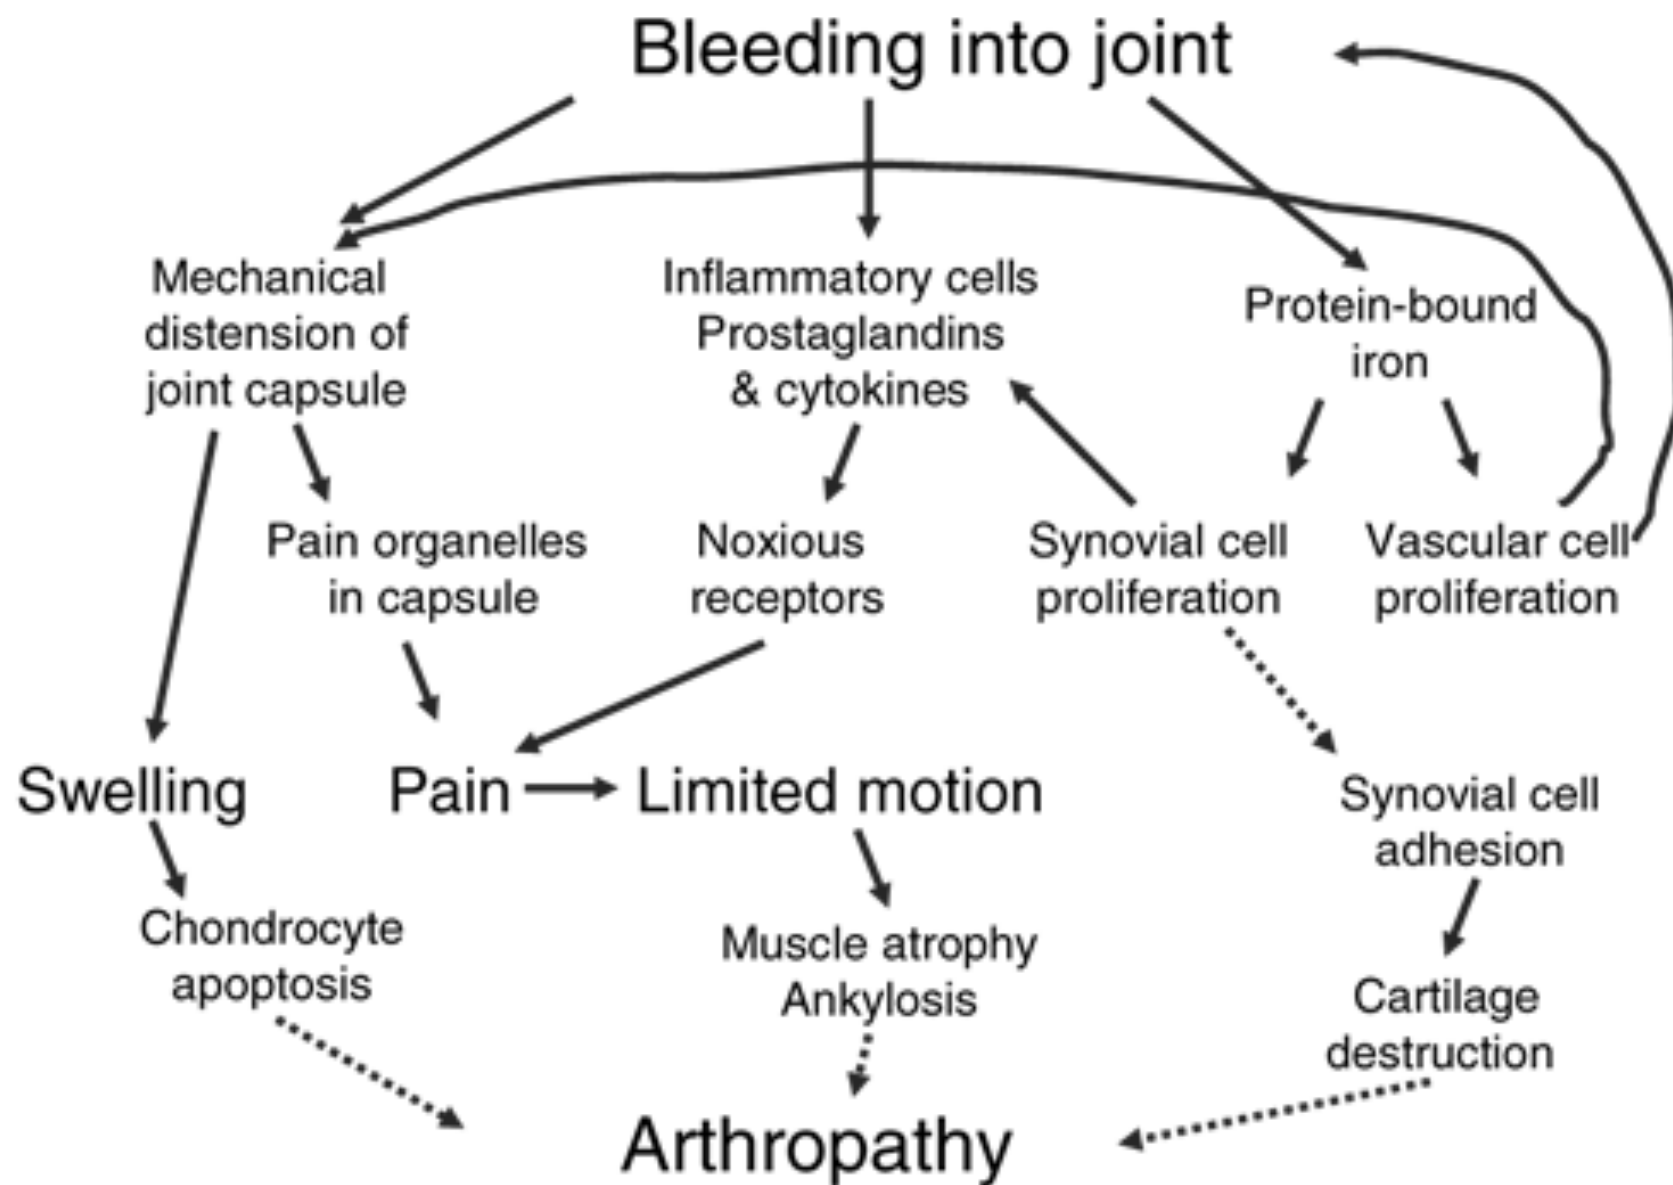 Bleeding into joint
Mechanical
distension of
joint capsule
Inflammatory cells
Prostaglandins
& cytokines
Protein-bound
iron
Pain organelles
in capsule
Noxious
receptors
Synovial cell
proliferation
Vascular cell
proliferation
Swelling
Pain
Limited motion
Synovial cell
adhesion
Chondrocyte
apoptosis
Muscle atrophy
Ankylosis
Cartilage
destruction
Arthropathy